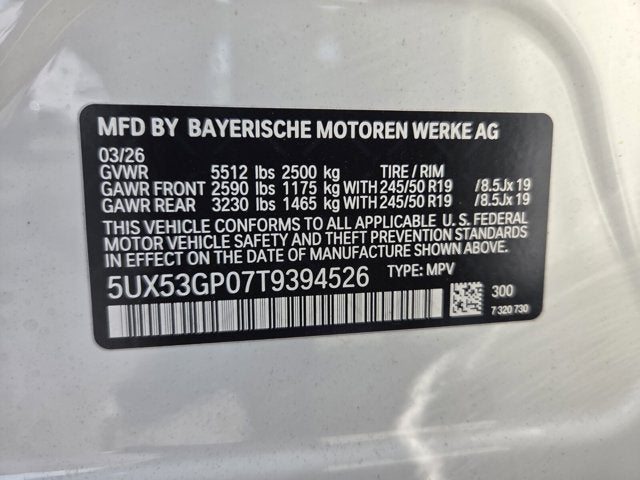 MFD BY BAYERISCHE MOTOREN WERKE AG
03/26
GVWR 5512 lbs 2500 kg TIRE / RIM
GAWR FRONT 2590 lbs 1175 kg WITH 245/50 R19 /8.5Jx19
GAWR REAR 3230 lbs 1465 kg WITH 245/50 R19 /8.5Jx19
THIS VEHICLE CONFORMS TO ALL APPLICABLE U. S. FEDERAL
MOTOR VEHICLE SAFETY AND THEFT PREVENTION STANDARDS
IN EFFECT ON THE DATE OF MANUFACTURE SHOWN ABOVE.
5UX53GP07T9394526 TYPE: MPV
300
7 320 730